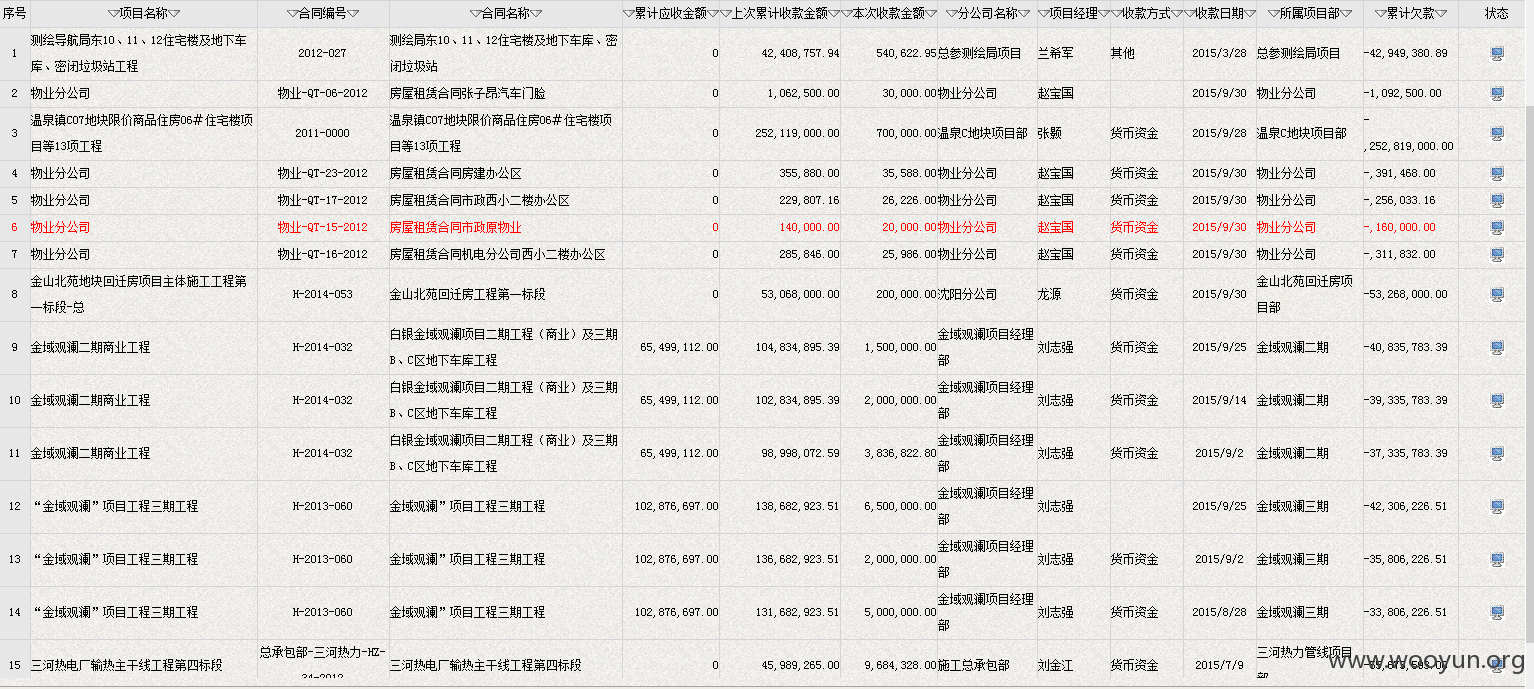 序号 项目名称 合同编号 合同名称 累计应收金额 上次累计收款金额 本次收款金额 分公司名称 项目经理 收款方式 收款日期 所属项目部 累计欠款 状态
测绘导航局东10、11、12住宅楼及地下车 测绘局东10、11、12住宅楼及地下车库、密
1 2012-027 0 42,408,757.94 540,622.95 总参测绘局项目 兰希军 其他 2015/3/28 总参测绘局项目 -42,949,380.89
库、密闭垃圾站工程 闭垃圾站
2 物业分公司 物业-QT-06-2012 房屋租赁合同张子昂汽车门脸 0 1,062,500.00 30,000.00 物业分公司 赵宝国 2015/9/30 物业分公司 -1,092,500.00
温泉镇C07地块限价商品住房06#住宅楼项 温泉镇C07地块限价商品住房06#住宅楼项 -
3 2011-0000 0 252,119,000.00 700,000.00 温泉C地块项目部 张颢 货币资金 2015/9/28 温泉C地块项目部
目等13项工程 目等13项工程 ,252,819,000.00
4 物业分公司 物业-QT-23-2012 房屋租赁合同房建办公区 0 355,880.00 35,588.00 物业分公司 赵宝国 货币资金 2015/9/30 物业分公司 -,391,468.00
5 物业分公司 物业-QT-17-2012 房屋租赁合同市政西小二楼办公区 0 229,807.16 26,226.00 物业分公司 赵宝国 货币资金 2015/9/30 物业分公司 -,256,033.16
6 物业分公司 物业-QT-15-2012 房屋租赁合同市政原物业 0 140,000.00 20,000.00 物业分公司 赵宝国 货币资金 2015/9/30 物业分公司 -,160,000.00
7 物业分公司 物业-QT-16-2012 房屋租赁合同机电分公司西小二楼办公区 0 285,846.00 25,986.00 物业分公司 赵宝国 货币资金 2015/9/30 物业分公司 -,311,832.00
金山北苑地块回迁房项目主体施工工程第 金山北苑回迁房项
8 H-2014-053 金山北苑回迁房工程第一标段 0 53,068,000.00 200,000.00 沈阳分公司 龙源 货币资金 2015/9/30 -53,268,000.00
一标段-总 目部
白银金域观澜项目二期工程（商业）及三期 金域观澜项目经理
9 金域观澜二期商业工程 H-2014-032 65,499,112.00 104,834,895.39 1,500,000.00 刘志强 货币资金 2015/9/25 金域观澜二期 -40,835,783.39
B、C区地下车库工程 部
白银金域观澜项目二期工程（商业）及三期 金域观澜项目经理
10 金域观澜二期商业工程 H-2014-032 65,499,112.00 102,834,895.39 2,000,000.00 刘志强 货币资金 2015/9/14 金域观澜二期 -39,335,783.39
B、C区地下车库工程 部
白银金域观澜项目二期工程（商业）及三期 金域观澜项目经理
11 金域观澜二期商业工程 H-2014-032 65,499,112.00 98,998,072.59 3,836,822.80 刘志强 货币资金 2015/9/2 金域观澜二期 -37,335,783.39
B、C区地下车库工程 部
金域观澜项目经理
12 “金域观澜”项目工程三期工程 H-2013-060 金域观澜”项目工程三期工程 102,876,697.00 138,682,923.51 6,500,000.00 刘志强 2015/9/25 金域观澜三期 -42,306,226.51
部
金域观澜项目经理
13 “金域观澜”项目工程三期工程 H-2013-060 金域观澜”项目工程三期工程 102,876,697.00 136,682,923.51 2,000,000.00 刘志强 货币资金 2015/9/2 金域观澜三期 -35,806,226.51
部
金域观澜项目经理
14 “金域观澜”项目工程三期工程 H-2013-060 金域观澜”项目工程三期工程 102,876,697.00 131,682,923.51 5,000,000.00 刘志强 货币资金 2015/8/28 金域观澜三期 -33,806,226.51
部
总承包部-三河热力-HZ- 三河热力管线项目
15 三河热电厂输热主干线工程第四标段 三河热电厂输热主干线工程第四标段 0 45,989,265.00 9,684,328.00 施工总承包部 刘金江 货币资金 2015/7/9
34-2012 部
www.wooyun.org